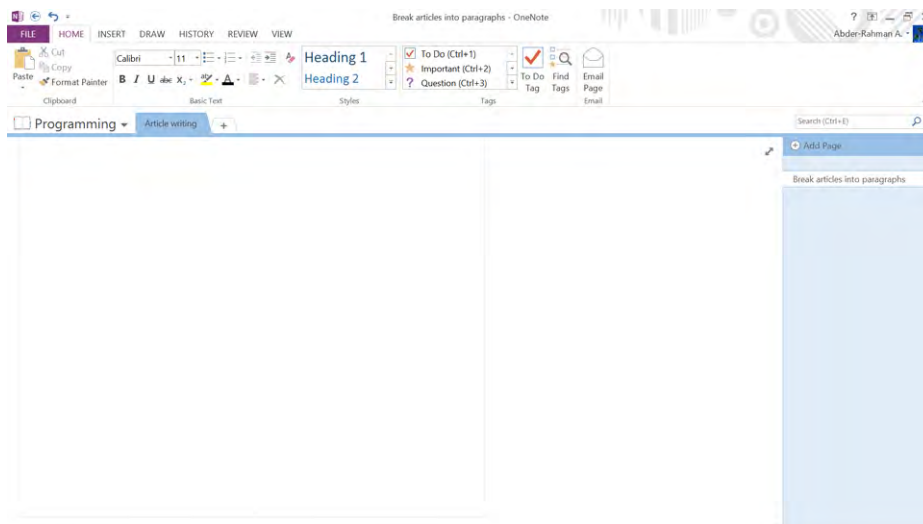 Break articles into paragraphs - OneNote
FILE HOME INSERT DRAW HISTORY REVIEW VIEW
Abder-Rahman A.
Paste
Cut
Copy
Format Painter
Clipboard
Calibri 11
B I U abc X₂ A
Basic Text
Heading 1
Heading 2
Styles
To Do (Ctrl+1)
Important (Ctrl+2)
Question (Ctrl+3)
Tags
To Do Tag
Find Tags
Email Page
Email
Programming
Article writing
Search (Ctrl+E)
Add Page
Break articles into paragraphs